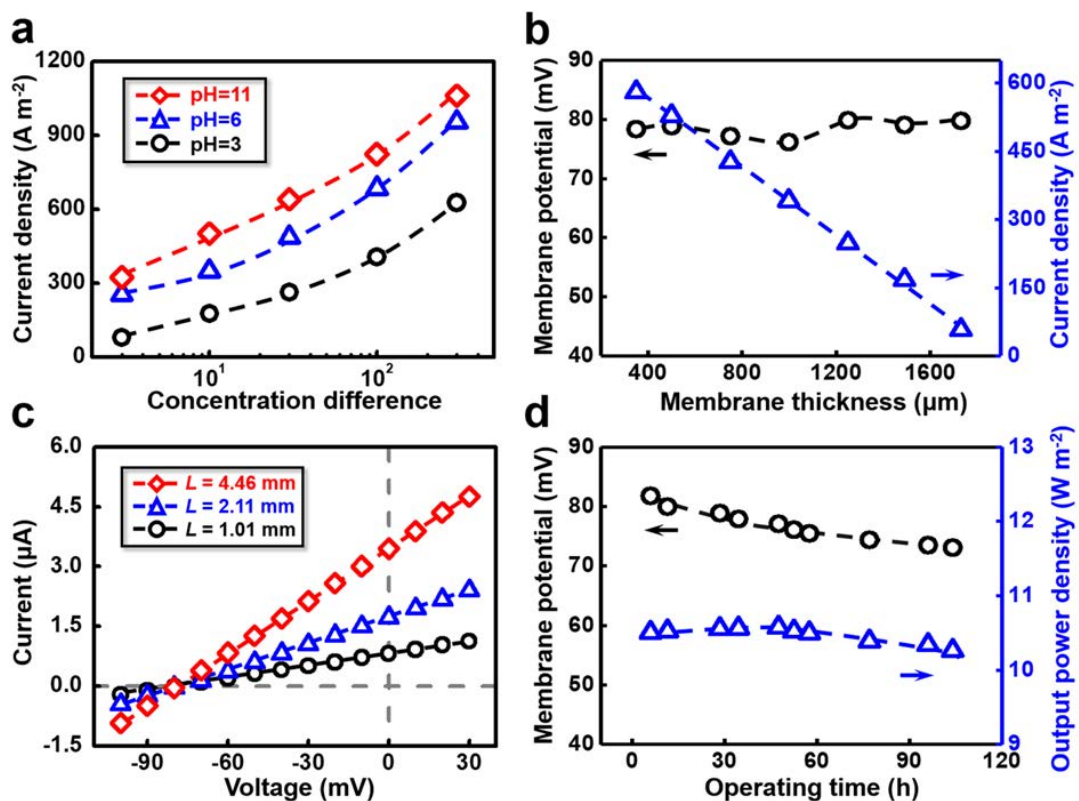 a
1200
900
600
300
0
Current density (A m⁻²)
pH=11
pH=6
pH=3
10¹ 10²
Concentration difference
b
90
80
70
60
50
40
Membrane potential (mV)
600
450
300
150
0
Current density (A m⁻²)
400 800 1200 1600
Membrane thickness (µm)
c
6.0
4.5
3.0
1.5
0.0
-1.5
Current (µA)
L = 4.46 mm
L = 2.11 mm
L = 1.01 mm
-90 -60 -30 0 30
Voltage (mV)
d
90
80
70
60
50
40
Membrane potential (mV)
13
12
11
10
9
Output power density (W m⁻²)
0 30 60 90 120
Operating time (h)